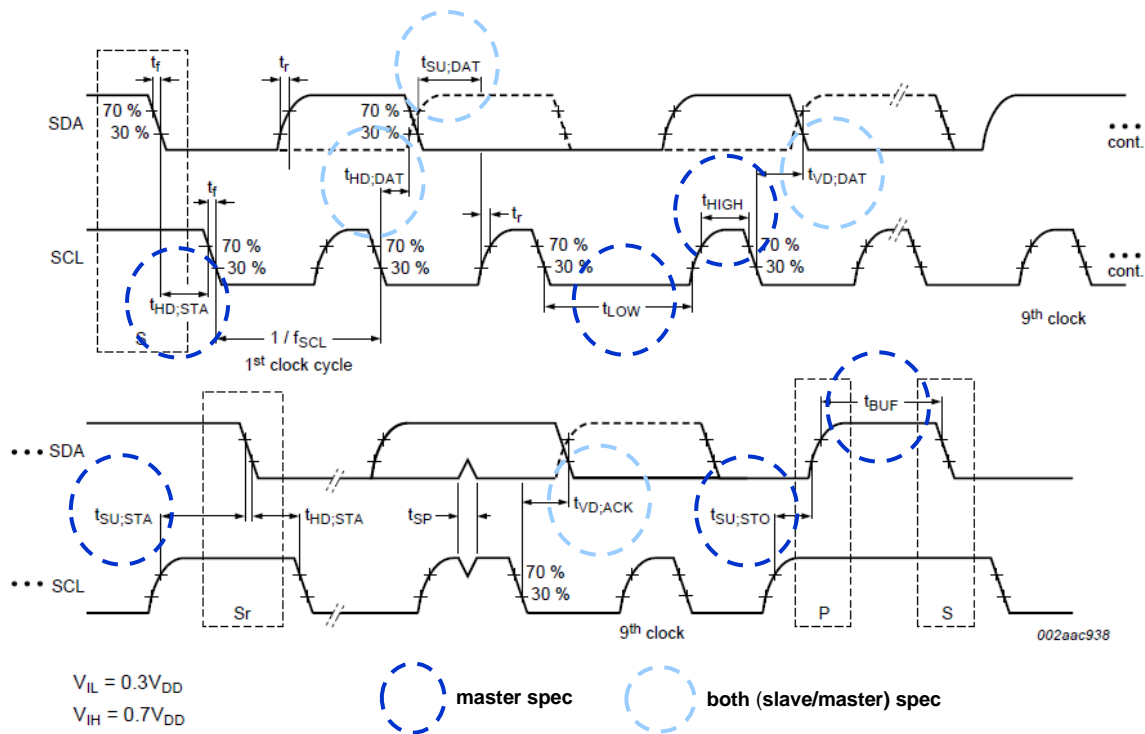 tf
tr
tSU;DAT
SDA
70 %
30 %
70 %
30 %
cont.
tHD;DAT
tVD;DAT
tf
tr
tHIGH
SCL
70 %
30 %
70 %
30 %
70 %
30 %
70 %
30 %
cont.
tHD;STA
tLOW
S
1 / fSCL
1st clock cycle
9th clock
tBUF
SDA
tSU;STA
tHD;STA
tSP
tVD;ACK
tSU;STO
SCL
70 %
30 %
Sr
9th clock
P
S
002aac938
VIL = 0.3VDD
VIH = 0.7VDD
master spec
both (slave/master) spec